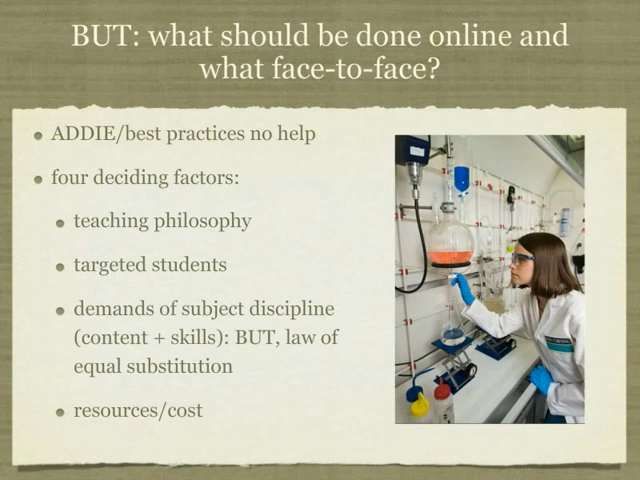 BUT: what should be done online and
what face-to-face?
ADDIE/best practices no help
four deciding factors:
teaching philosophy
targeted students
demands of subject discipline
(content + skills): BUT, law of
equal substitution
resources/cost